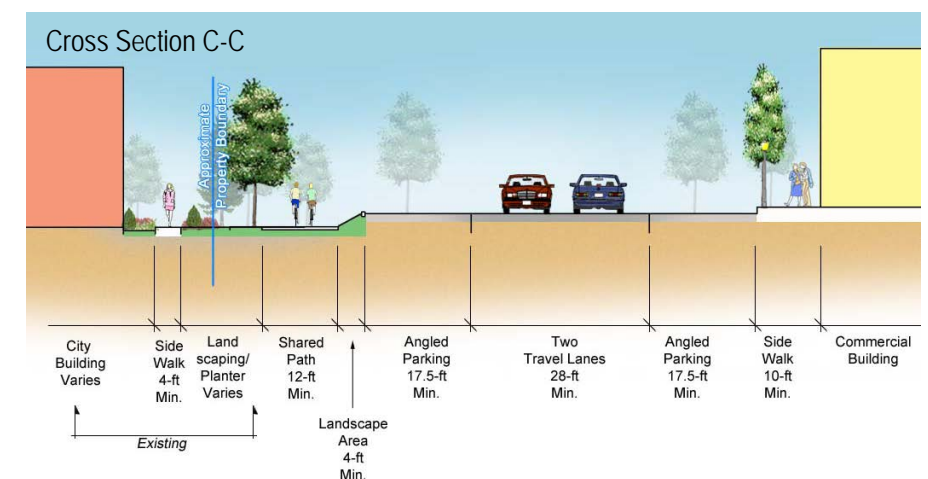 Cross Section C-C
Approximate
Property Boundary
City
Building
Varies
Side
Walk
4-ft
Min.
Land
scaping/
Planter
Varies
Shared
Path
12-ft
Min.
Landscape
Area
4-ft
Min.
Angled
Parking
17.5-ft
Min.
Two
Travel Lanes
28-ft
Min.
Angled
Parking
17.5-ft
Min.
Side
Walk
10-ft
Min.
Commercial
Building
Existing